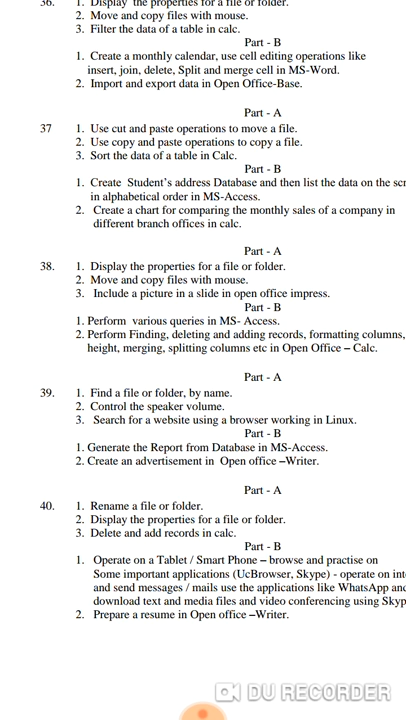 36. 1. Display the properties for a file or folder.
2. Move and copy files with mouse.
3. Filter the data of a table in calc.
Part - B
1. Create a monthly calendar, use cell editing operations like
insert, join, delete, Split and merge cell in MS-Word.
2. Import and export data in Open Office-Base.
Part - A
37 1. Use cut and paste operations to move a file.
2. Use copy and paste operations to copy a file.
3. Sort the data of a table in Calc.
Part - B
1. Create Student's address Database and then list the data on the scr
in alphabetical order in MS-Access.
2. Create a chart for comparing the monthly sales of a company in
different branch offices in calc.
Part - A
38. 1. Display the properties for a file or folder.
2. Move and copy files with mouse.
3. Include a picture in a slide in open office impress.
Part - B
1. Perform various queries in MS- Access.
2. Perform Finding, deleting and adding records, formatting columns,
height, merging, splitting columns etc in Open Office – Calc.
Part - A
39. 1. Find a file or folder, by name.
2. Control the speaker volume.
3. Search for a website using a browser working in Linux.
Part - B
1. Generate the Report from Database in MS-Access.
2. Create an advertisement in Open office –Writer.
Part - A
40. 1. Rename a file or folder.
2. Display the properties for a file or folder.
3. Delete and add records in calc.
Part - B
1. Operate on a Tablet / Smart Phone – browse and practise on
Some important applications (UcBrowser, Skype) - operate on int
and send messages / mails use the applications like WhatsApp and
download text and media files and video conferencing using Skyp
2. Prepare a resume in Open office –Writer.
DU RECORDER